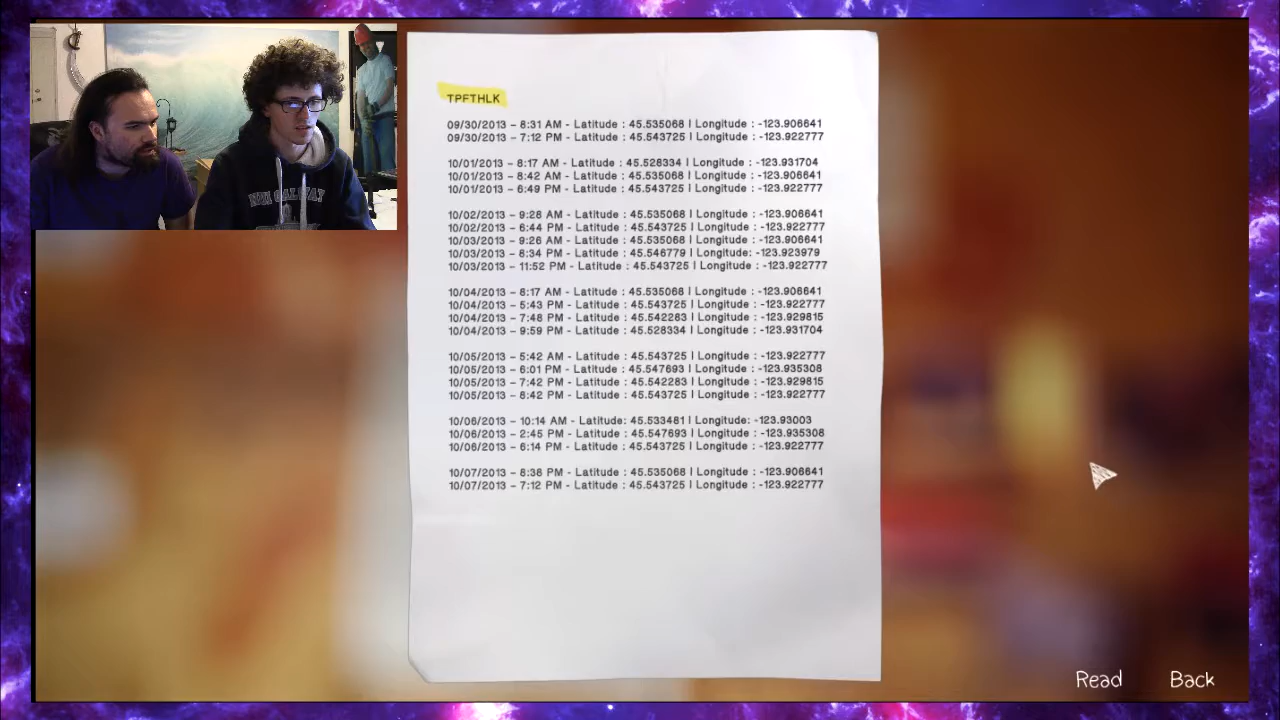 TPFTHLK
09/30/2013 – 8:31 AM - Latitude : 45.535068 | Longitude : -123.906641
09/30/2013 – 7:12 PM - Latitude : 45.543725 | Longitude : -123.922777
10/01/2013 – 8:17 AM - Latitude : 45.528334 | Longitude : -123.931704
10/01/2013 – 8:42 AM - Latitude : 45.535068 | Longitude : -123.906641
10/01/2013 – 6:49 PM - Latitude : 45.543725 | Longitude : -123.922777
10/02/2013 – 9:28 AM - Latitude : 45.535068 | Longitude : -123.906641
10/02/2013 – 6:44 PM - Latitude : 45.543725 | Longitude : -123.922777
10/03/2013 – 9:26 AM - Latitude : 45.535068 | Longitude : -123.906641
10/03/2013 – 8:34 PM - Latitude : 45.546779 | Longitude: -123.923979
10/03/2013 – 11:52 PM - Latitude : 45.543725 | Longitude : -123.922777
10/04/2013 – 8:17 AM - Latitude : 45.535068 | Longitude : -123.906641
10/04/2013 – 5:43 PM - Latitude : 45.543725 | Longitude : -123.922777
10/04/2013 – 7:48 PM - Latitude : 45.542283 | Longitude : -123.929815
10/04/2013 – 9:59 PM - Latitude : 45.528334 | Longitude : -123.931704
10/05/2013 – 5:42 AM - Latitude : 45.543725 | Longitude : -123.922777
10/05/2013 – 6:01 PM - Latitude : 45.547693 | Longitude : -123.935308
10/05/2013 – 7:42 PM - Latitude : 45.542283 | Longitude : -123.929815
10/05/2013 – 8:42 PM - Latitude : 45.543725 | Longitude : -123.922777
10/06/2013 – 10:14 AM - Latitude: 45.533481 | Longitude: -123.93003
10/06/2013 – 2:45 PM - Latitude : 45.547693 | Longitude : -123.935308
10/06/2013 – 6:14 PM - Latitude : 45.543725 | Longitude : -123.922777
10/07/2013 – 8:38 PM - Latitude : 45.535068 | Longitude : -123.906641
10/07/2013 – 7:12 PM - Latitude : 45.543725 | Longitude : -123.922777
Read Back